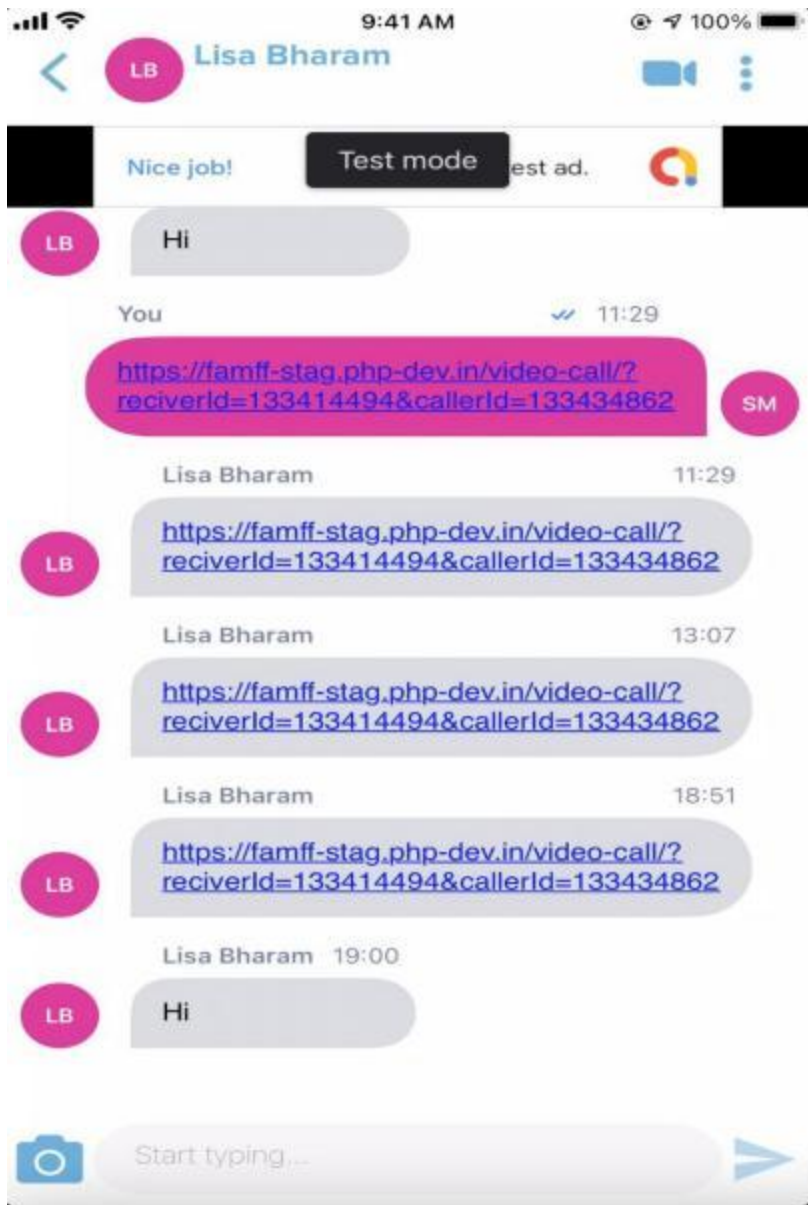 9:41 AM
100%
LB
Lisa Bharam
Nice job!
Test mode
est ad.
LB
Hi
You
11:29
https://famff-stag.php-dev.in/video-call/?
reciverId=133414494&callerId=133434862
SM
Lisa Bharam
11:29
https://famff-stag.php-dev.in/video-call/?
reciverId=133414494&callerId=133434862
LB
Lisa Bharam
13:07
https://famff-stag.php-dev.in/video-call/?
reciverId=133414494&callerId=133434862
LB
Lisa Bharam
18:51
https://famff-stag.php-dev.in/video-call/?
reciverId=133414494&callerId=133434862
LB
Lisa Bharam 19:00
LB
Hi
Start typing...